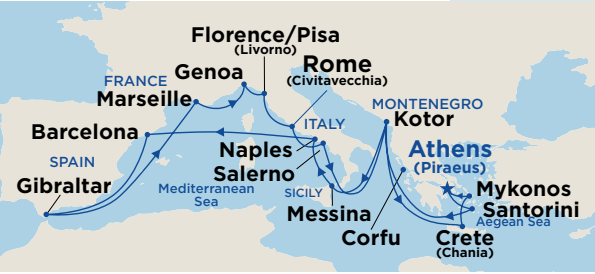 Florence/Pisa
(Livorno)
Rome
(Civitavecchia)
Genoa
FRANCE
Marseille
MONTENEGRO
Kotor
ITALY
Barcelona
Naples
Athens
(Piraeus)
SPAIN
Salerno
Gibraltar
Mediterranean
Sea
SICILY
Mykonos
Messina
Santorini
Aegean Sea
Corfu
Crete
(Chania)